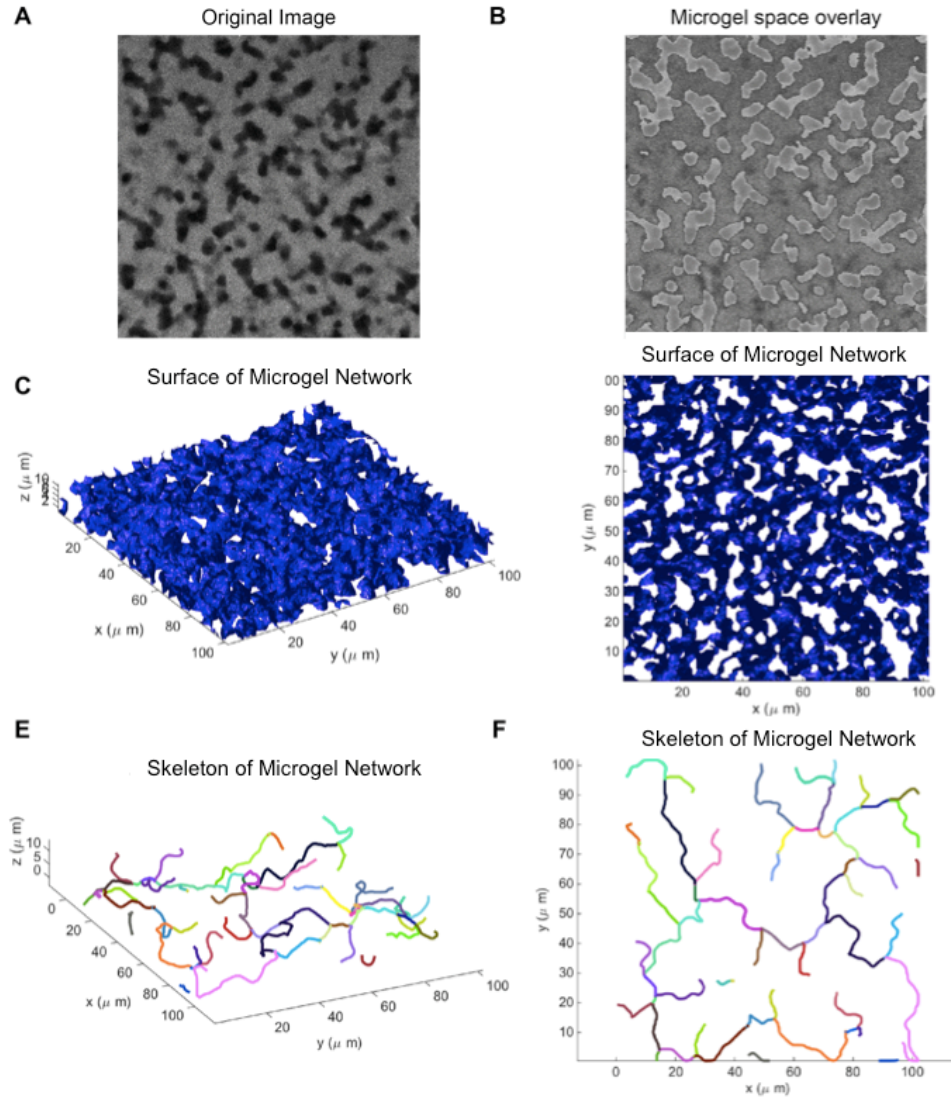 A
Original Image
B
Microgel space overlay
C
Surface of Microgel Network
z (μ m)
10
2
20
40
60
80
100
x (μ m)
20
40
60
80
100
y (μ m)
Surface of Microgel Network
00
90
80
70
60
50
40
30
20
10
y (μ m)
20
40
60
80
100
x (μ m)
E
Skeleton of Microgel Network
z (μ m)
10
5
0
0
20
40
60
80
100
x (μ m)
20
40
60
80
100
y (μ m)
F
Skeleton of Microgel Network
100
90
80
70
60
50
40
30
20
10
y (μ m)
0
20
40
60
80
100
x (μ m)